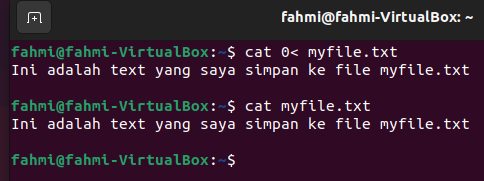 fahmi@fahmi-VirtualBox: ~
fahmi@fahmi-VirtualBox:~$ cat 0< myfile.txt
Ini adalah text yang saya simpan ke file myfile.txt
fahmi@fahmi-VirtualBox:~$ cat myfile.txt
Ini adalah text yang saya simpan ke file myfile.txt
fahmi@fahmi-VirtualBox:~$